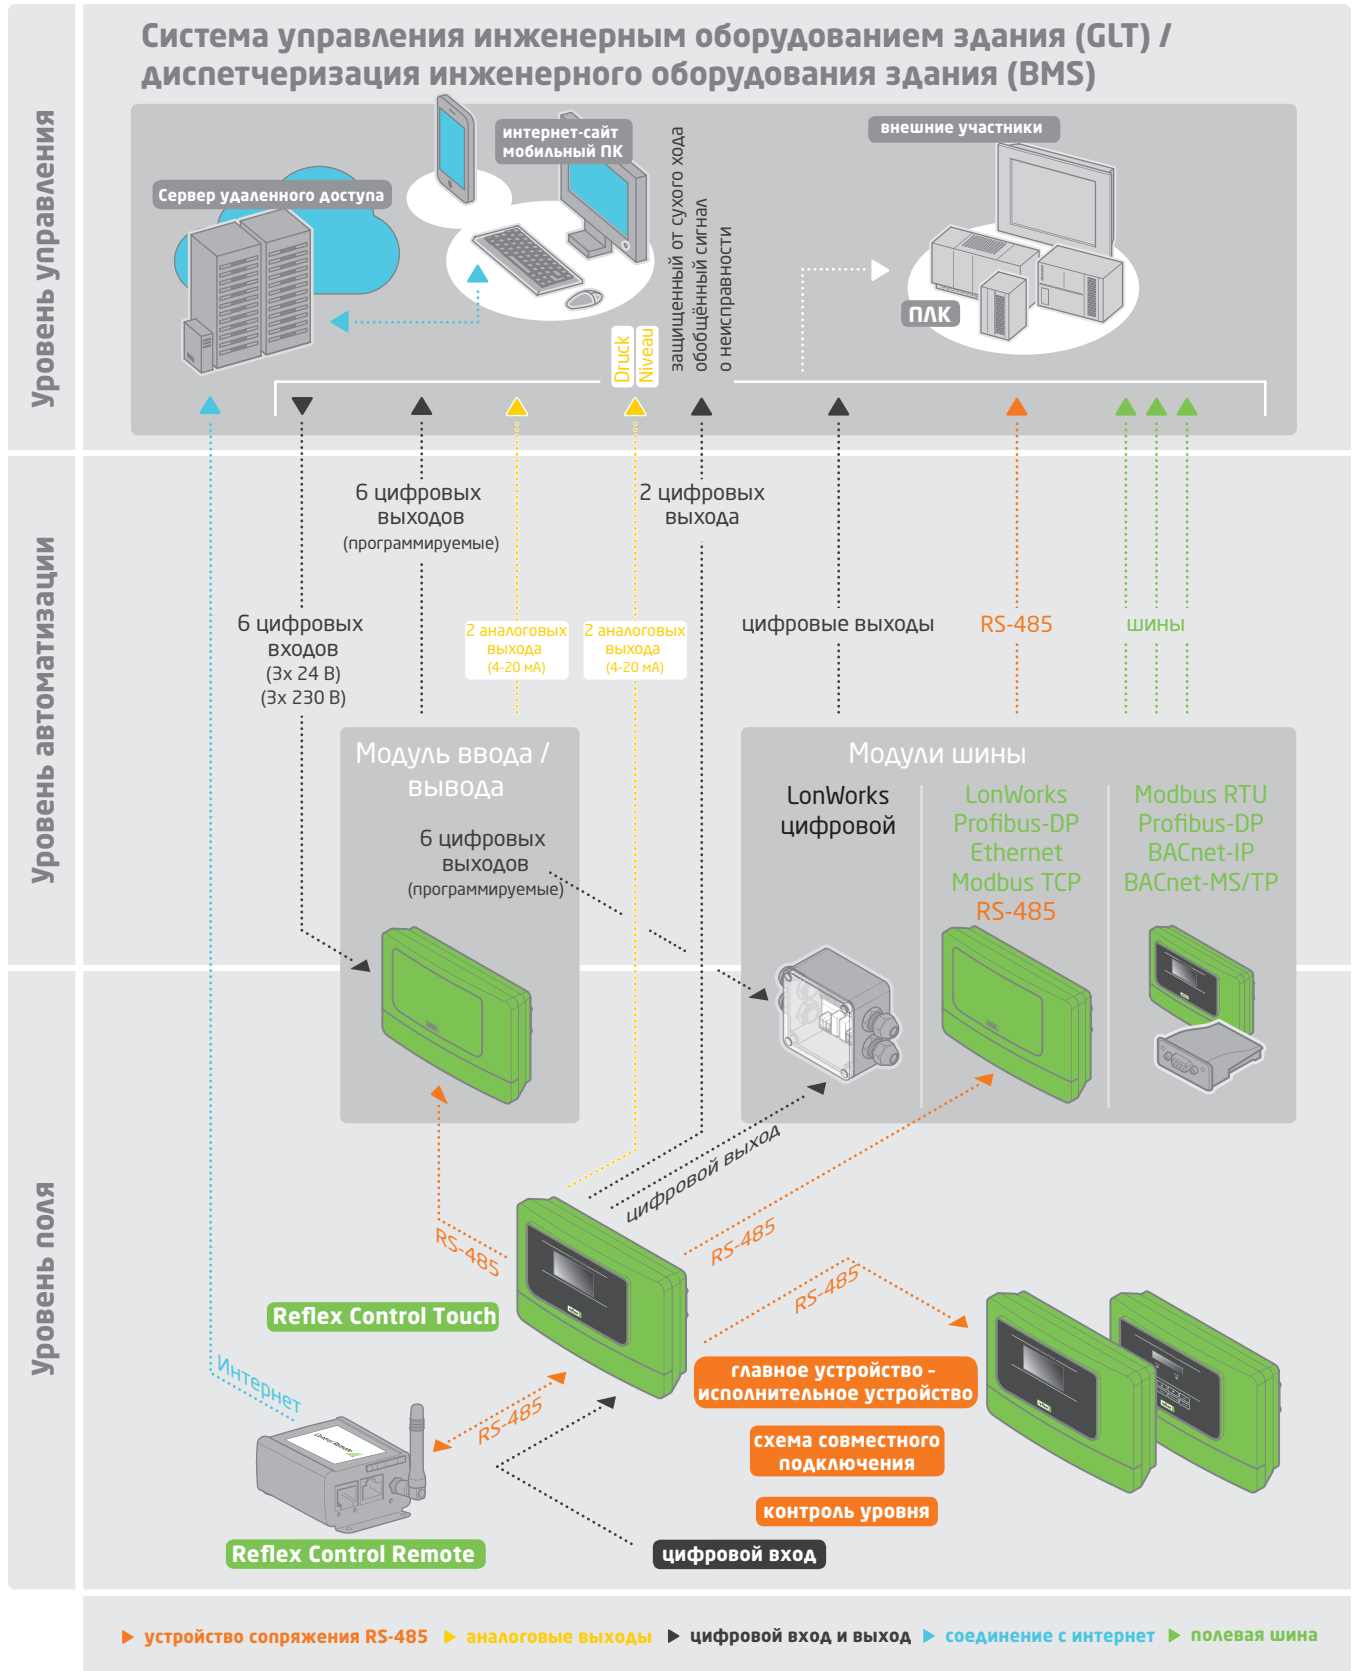 Система управления инженерным оборудованием здания (GLT) /
диспетчеризация инженерного оборудования здания (BMS)
Уровень управления
Сервер удаленного доступа
интернет-сайт
мобильный ПК
защищенный от сухого хода
обобщённый сигнал
о неисправности
внешние участники
ПЛК
Druck
Niveau
Уровень автоматизации
6 цифровых
выходов
(программируемые)
2 цифровых
выхода
6 цифровых
входов
(3x 24 В)
(3x 230 В)
2 аналоговых
выхода
(4-20 мА)
2 аналоговых
выхода
(4-20 мА)
цифровые выходы
RS-485
шины
Модуль ввода /
вывода
6 цифровых
выходов
(программируемые)
Модули шины
LonWorks
цифровой
LonWorks
Profibus-DP
Ethernet
Modbus TCP
RS-485
Modbus RTU
Profibus-DP
BACnet-IP
BACnet-MS/TP
Уровень поля
цифровой выход
RS-485
RS-485
RS-485
Reflex Control Touch
Интернет
RS-485
Control Remote
Reflex Control Remote
главное устройство –
исполнительное устройство
схема совместного
подключения
контроль уровня
цифровой вход
устройство сопряжения RS-485
аналоговые выходы
цифровой вход и выход
соединение с интернет
полевая шина